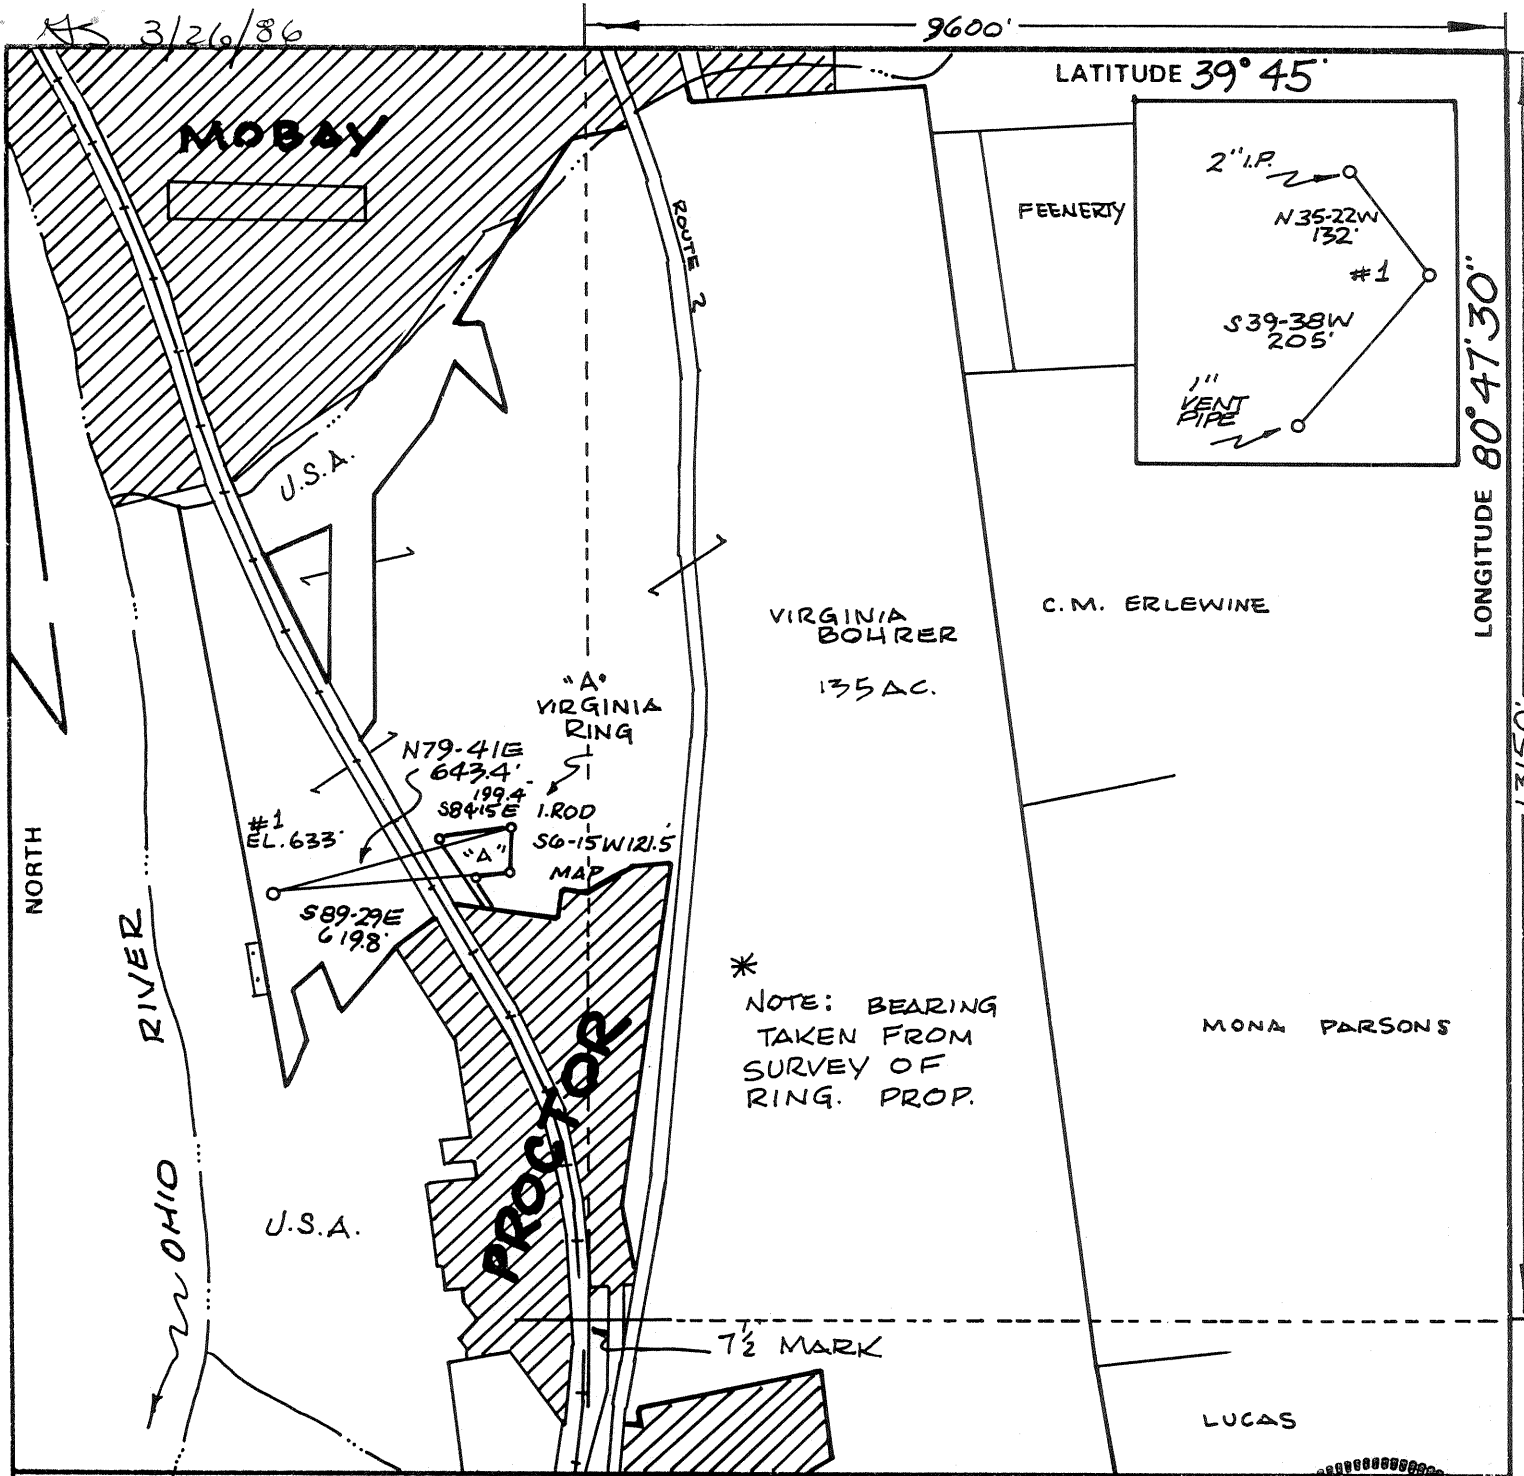 3/26/86
9600'
LATITUDE 39° 45'
MOBAY
2" I.P.
N 35-22W
132'
#1
S 39-38W
205'
1"
VENT
PIPE
FEENERTY
ROUTE 2
LONGITUDE 80° 47' 30"
U.S.A.
VIRGINIA
BOHRER
135 AC.
C.M. ERLEWINE
"A"
VIRGINIA
RING
N79-41E
643.4'
199.4'
S84-15E
I.ROD
#1
EL. 633'
S6-15W 121.5'
"A"
MAP
S89-29E
619.8'
NORTH
RIVER
OHIO
*
NOTE: BEARING
TAKEN FROM
SURVEY OF
RING. PROP.
MONA PARSONS
PROCTOR
U.S.A.
7½' MARK
LUCAS
13150'